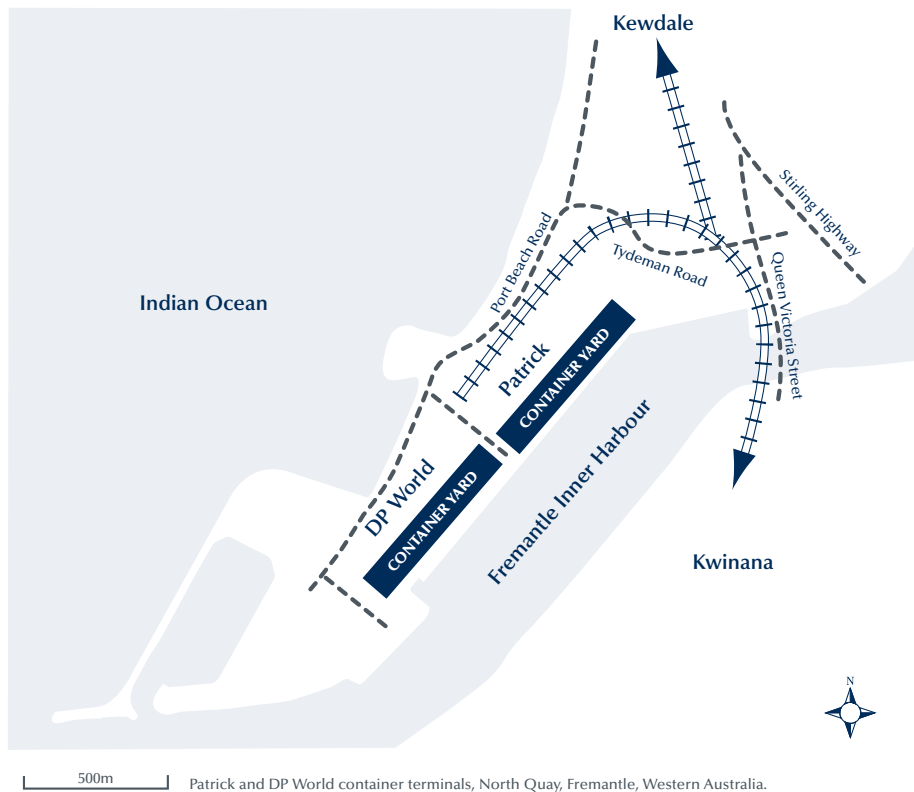 Kewdale
Stirling Highway
Port Beach Road
Tydeman Road
Queen Victoria Street
Indian Ocean
Patrick
CONTAINER YARD
DP World
CONTAINER YARD
Fremantle Inner Harbour
Kwinana
N
500m
Patrick and DP World container terminals, North Quay, Fremantle, Western Australia.